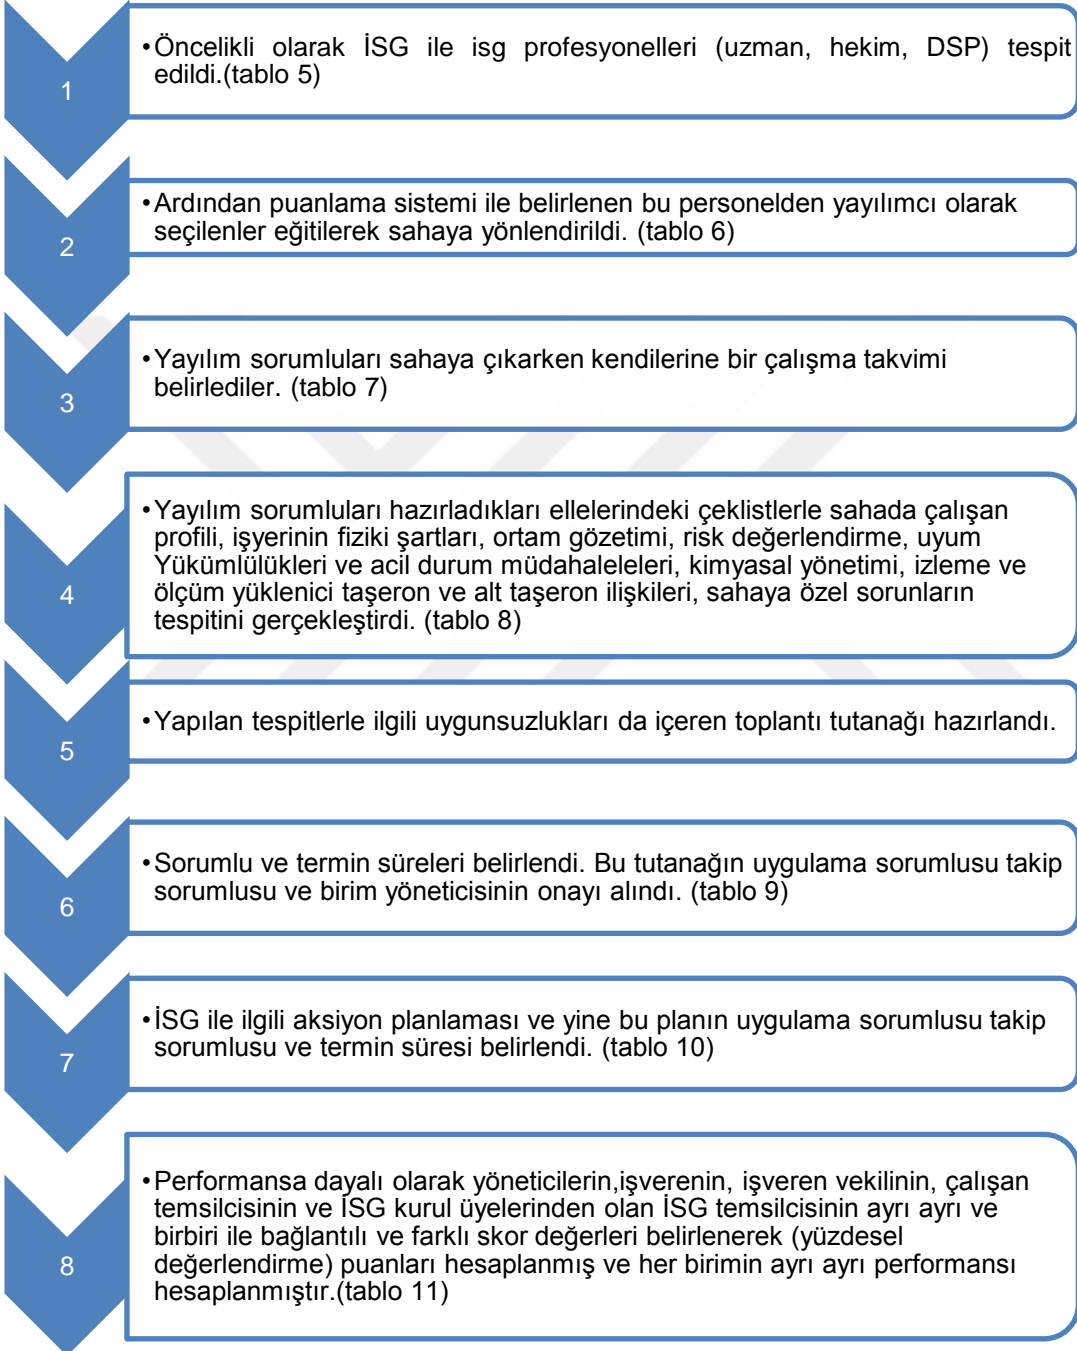 1
•Öncelikli olarak İSG ile isg profesyonelleri (uzman, hekim, DSP) tespit
edildi.(tablo 5)
2
•Ardından puanlama sistemi ile belirlenen bu personelden yayılımcı olarak
seçilenler eğitilerek sahaya yönlendirildi. (tablo 6)
3
•Yayılım sorumluları sahaya çıkarken kendilerine bir çalışma takvimi
belirlediler. (tablo 7)
4
•Yayılım sorumluları hazırladıkları ellelerindeki çeklistlerle sahada çalışan
profili, işyerinin fiziki şartları, ortam gözetimi, risk değerlendirme, uyum
Yükümlülükleri ve acil durum müdahaleleleri, kimyasal yönetimi, izleme ve
ölçüm yüklenici taşeron ve alt taşeron ilişkileri, sahaya özel sorunların
tespitini gerçekleştirdi. (tablo 8)
5
•Yapılan tespitlerle ilgili uygunsuzlukları da içeren toplantı tutanağı hazırlandı.
6
•Sorumlu ve termin süreleri belirlendi. Bu tutanağın uygulama sorumlusu takip
sorumlusu ve birim yöneticisinin onayı alındı. (tablo 9)
7
•İSG ile ilgili aksiyon planlaması ve yine bu planın uygulama sorumlusu takip
sorumlusu ve termin süresi belirlendi. (tablo 10)
8
•Performansa dayalı olarak yöneticilerin,işverenin, işveren vekilinin, çalışan
temsilcisinin ve İSG kurul üyelerinden olan İSG temsilcisinin ayrı ayrı ve
birbiri ile bağlantılı ve farklı skor değerleri belirlenerek (yüzdesel
değerlendirme) puanları hesaplanmış ve her birimin ayrı ayrı performansı
hesaplanmıştır.(tablo 11)